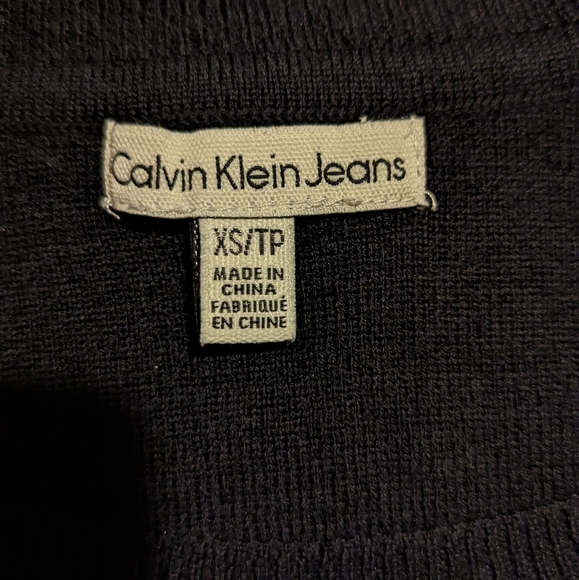 Calvin Klein Jeans
XS/TP
MADE IN
CHINA
FABRIQUÉ
EN CHINE